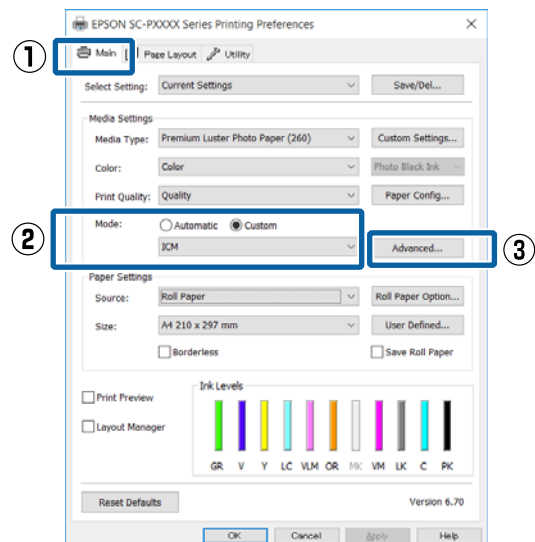 EPSON SC-PXXXX Series Printing Preferences
① Main Page Layout Utility
Select Setting: Current Settings Save/Del...
Media Settings
Media Type: Premium Luster Photo Paper (260) Custom Settings...
Color: Color Photo Black Ink
Print Quality: Quality Paper Config...
② Mode: Automatic Custom
ICM Advanced... ③
Paper Settings
Source: Roll Paper Roll Paper Option...
Size: A4 210 x 297 mm User Defined...
Borderless Save Roll Paper
Print Preview
Layout Manager
Ink Levels
GR V Y LC VLM OR MK VM LK C PK
Reset Defaults Version 6.70
OK Cancel Apply Help